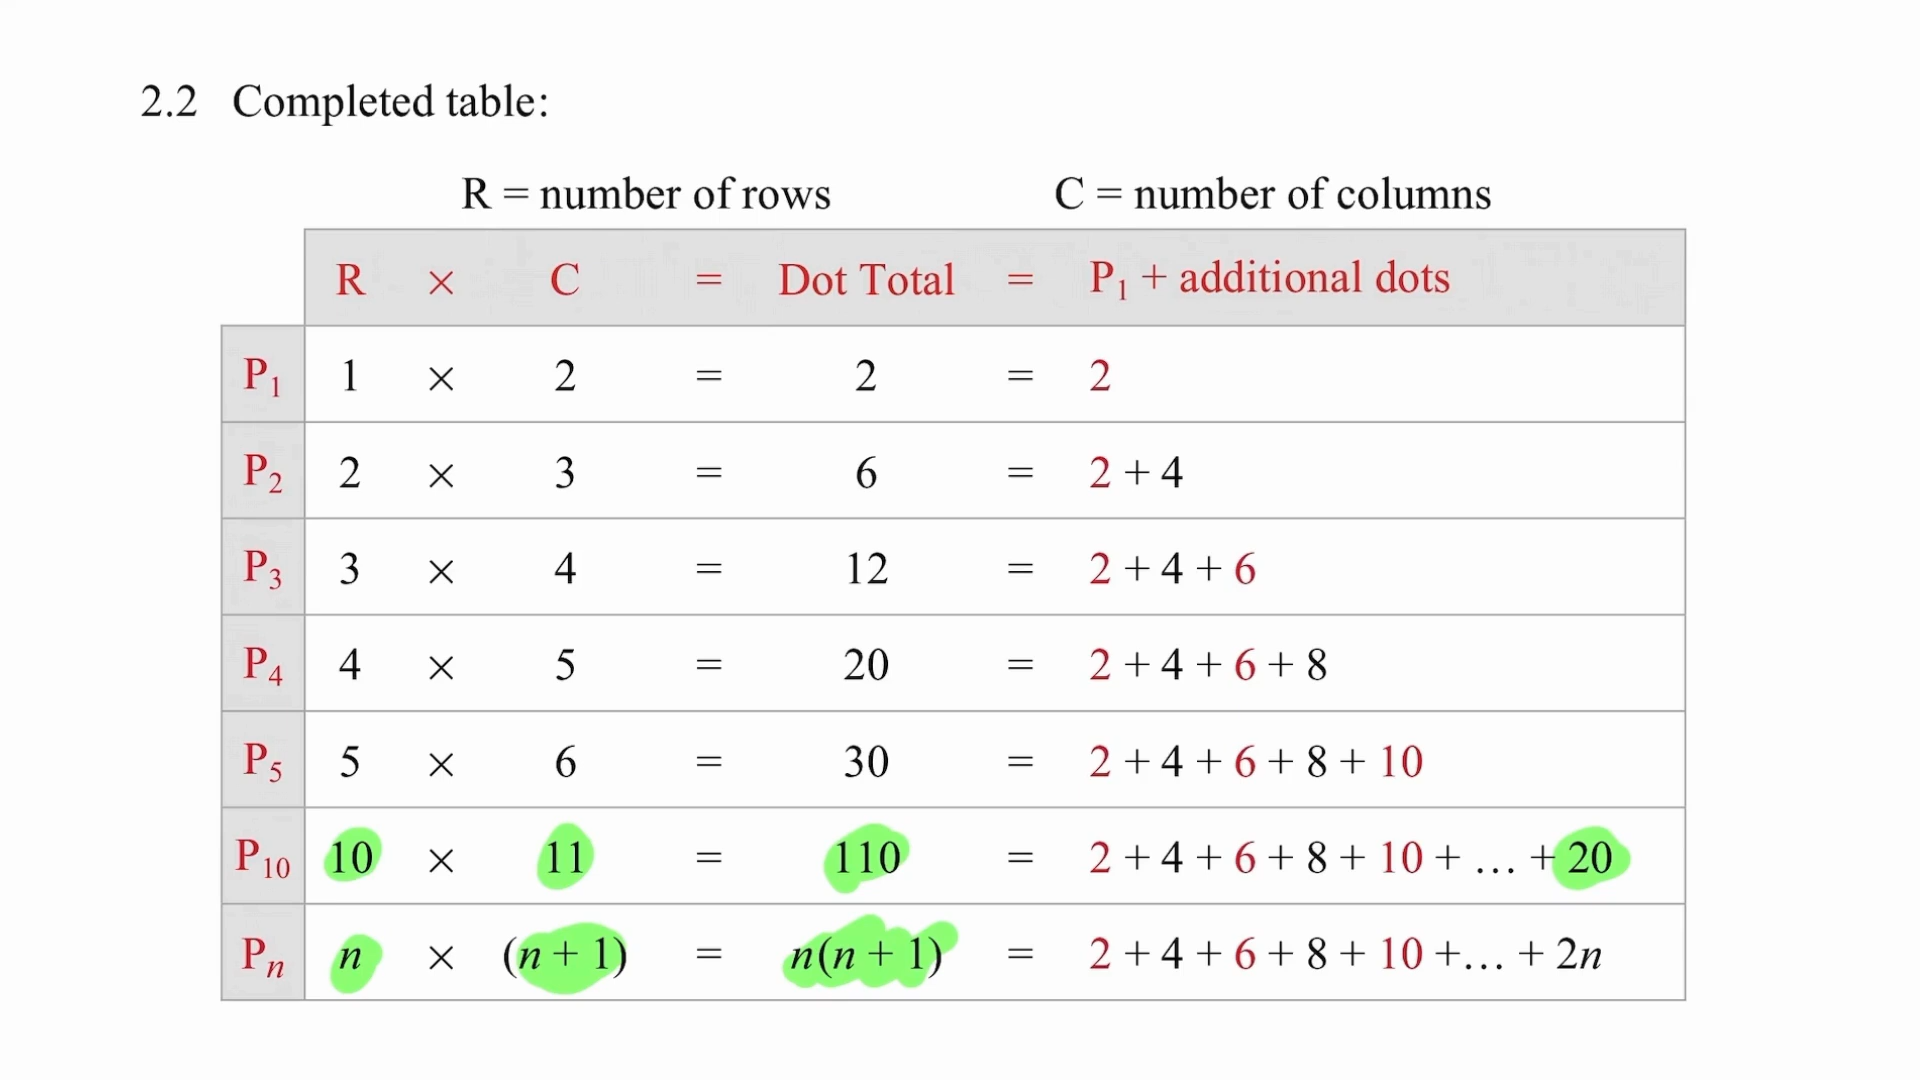 2.2 Completed table:
R = number of rows C = number of columns
R × C = Dot Total = P₁ + additional dots
P₁ 1 × 2 = 2 = 2
P₂ 2 × 3 = 6 = 2 + 4
P₃ 3 × 4 = 12 = 2 + 4 + 6
P₄ 4 × 5 = 20 = 2 + 4 + 6 + 8
P₅ 5 × 6 = 30 = 2 + 4 + 6 + 8 + 10
P₁₀ 10 × 11 = 110 = 2 + 4 + 6 + 8 + 10 + … + 20
Pₙ n × (n + 1) = n(n + 1) = 2 + 4 + 6 + 8 + 10 +… + 2n